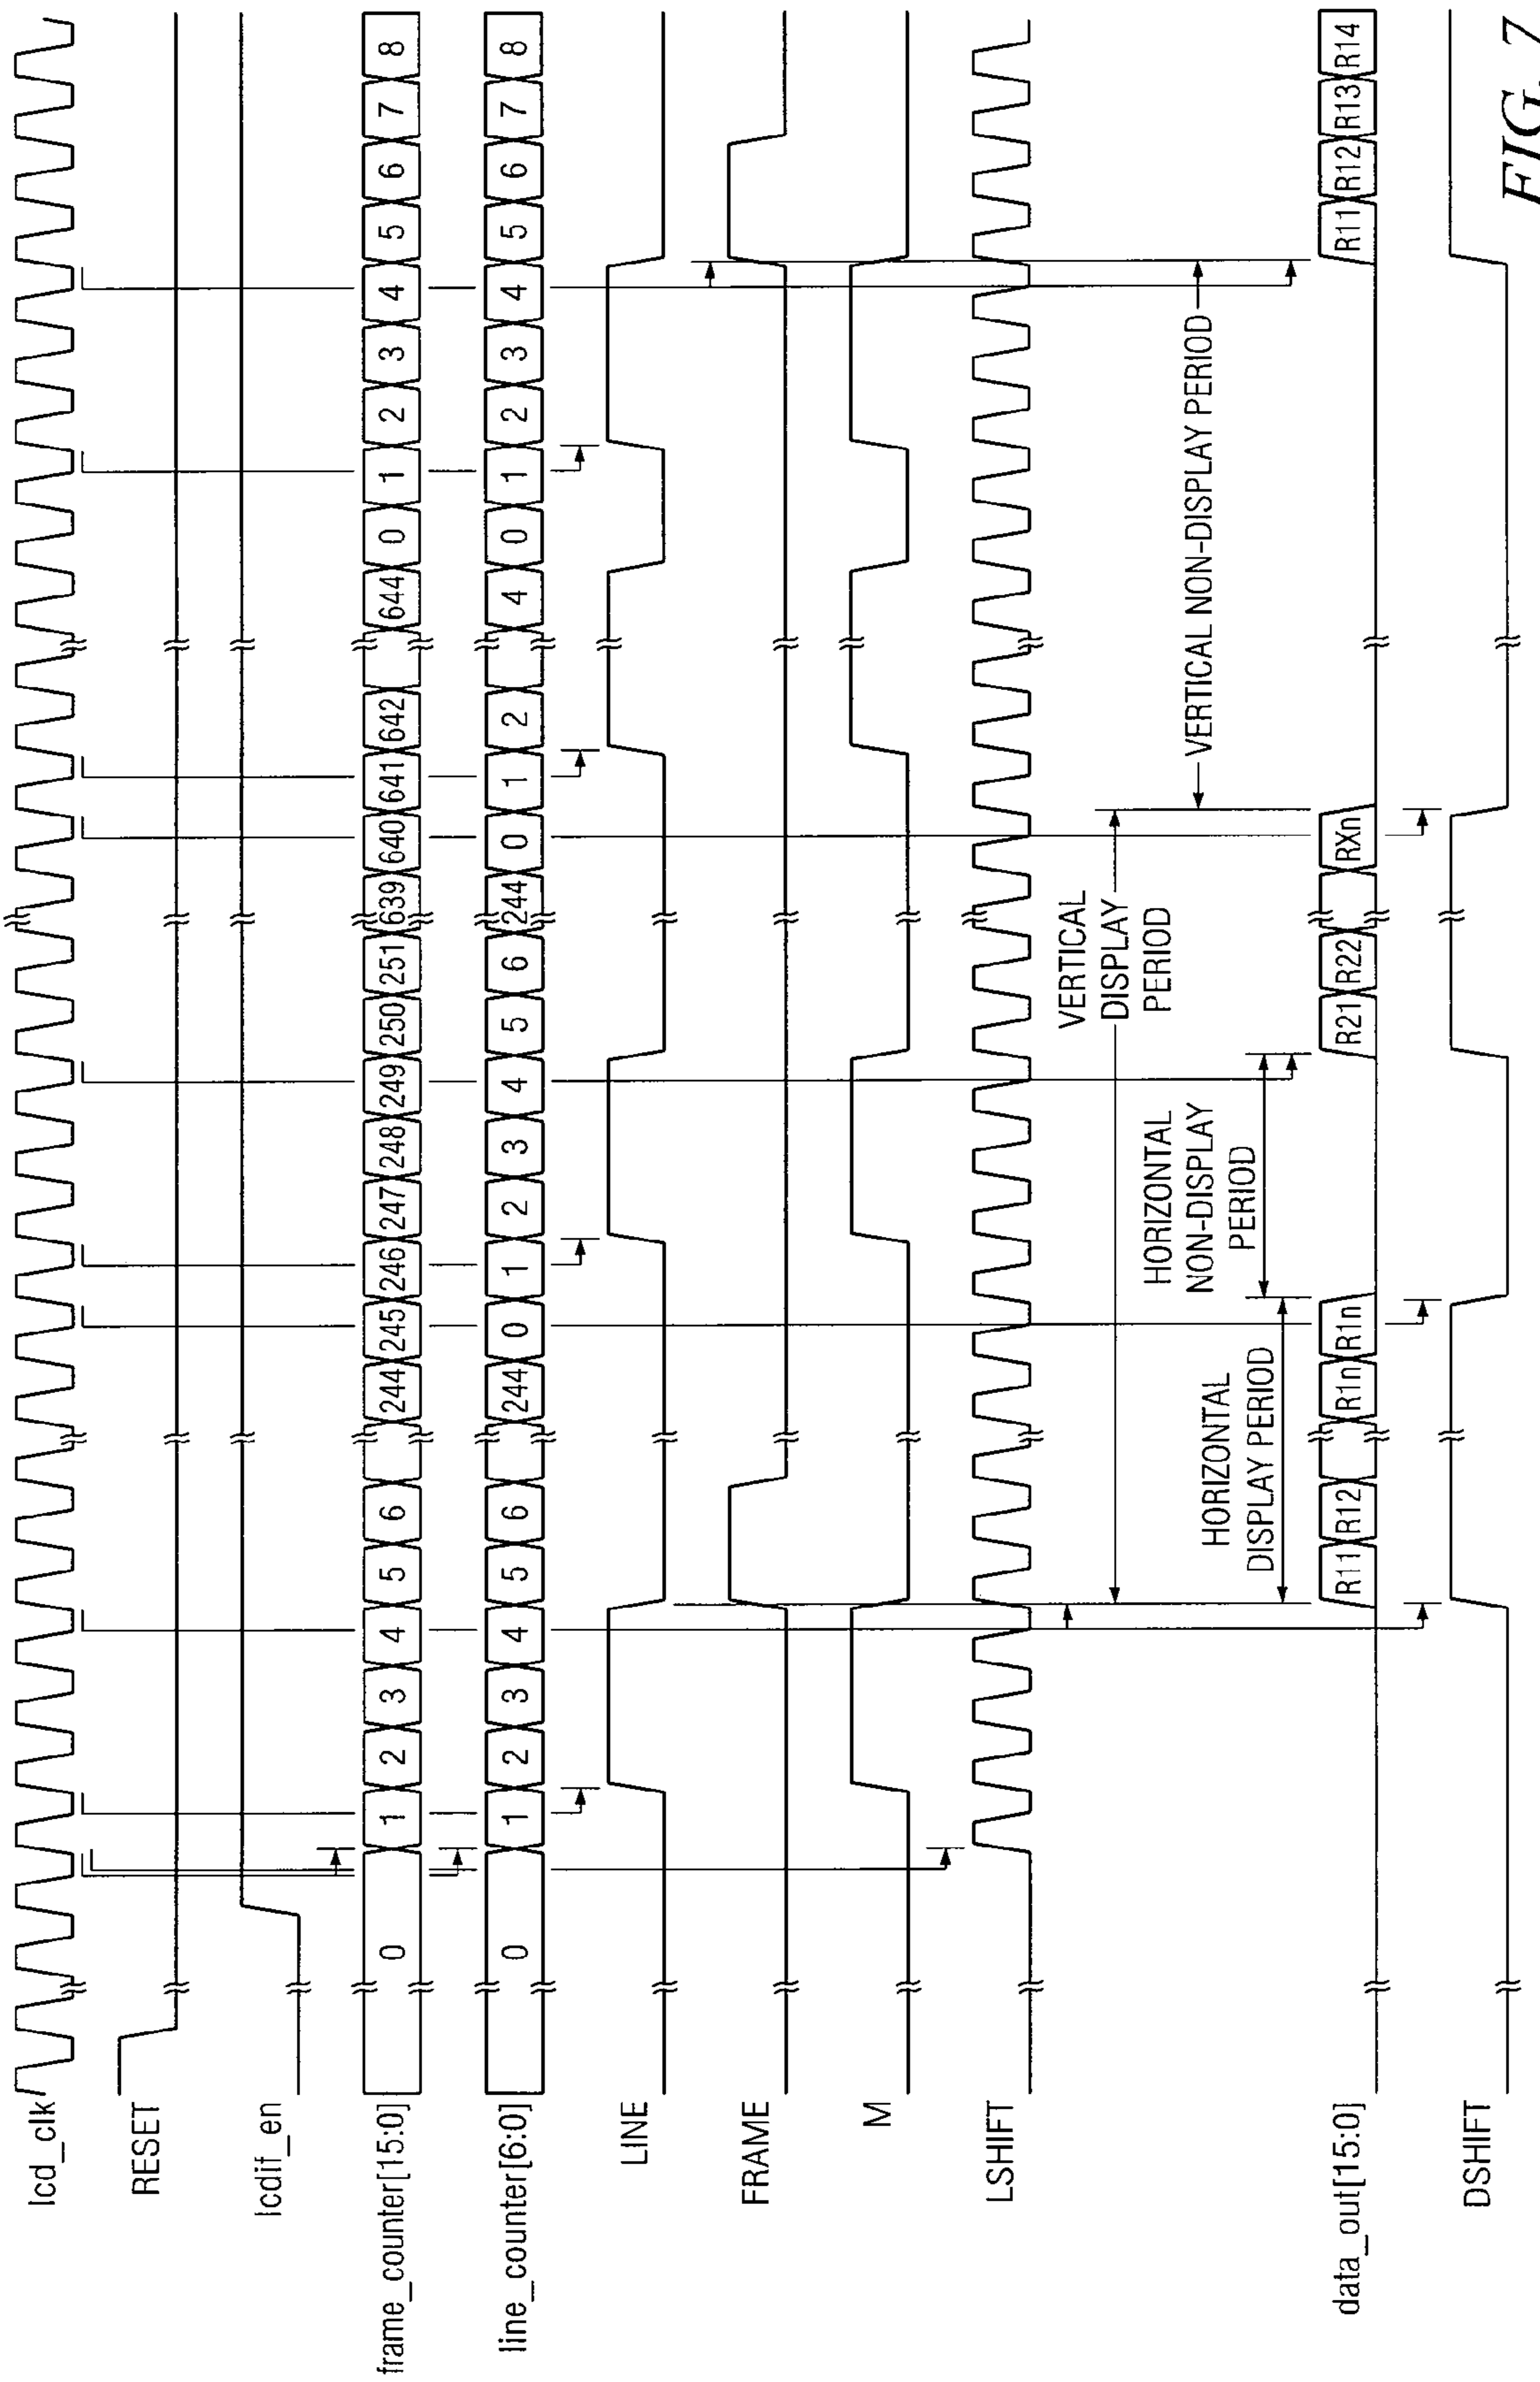 lcd_clk
RESET
lcdif_en
frame_counter[15:0] 0 1 2 3 4 5 6 244 245 246 247 248 249 250 251 639 640 641 642 644 0 1 2 3 4 5 6 7 8
line_counter[6:0] 0 1 2 3 4 5 6 244 0 1 2 3 4 5 6 244 0 1 2 4 0 1 2 3 4 5 6 7 8
LINE
FRAME
M
LSHIFT
VERTICAL
DISPLAY
PERIOD
HORIZONTAL
NON-DISPLAY
PERIOD
VERTICAL NON-DISPLAY PERIOD
HORIZONTAL
DISPLAY PERIOD
data_out[15:0] R11 R12 R1n R1n R21 R22 RXn R11 R12 R13 R14
DSHIFT
FIG. 7